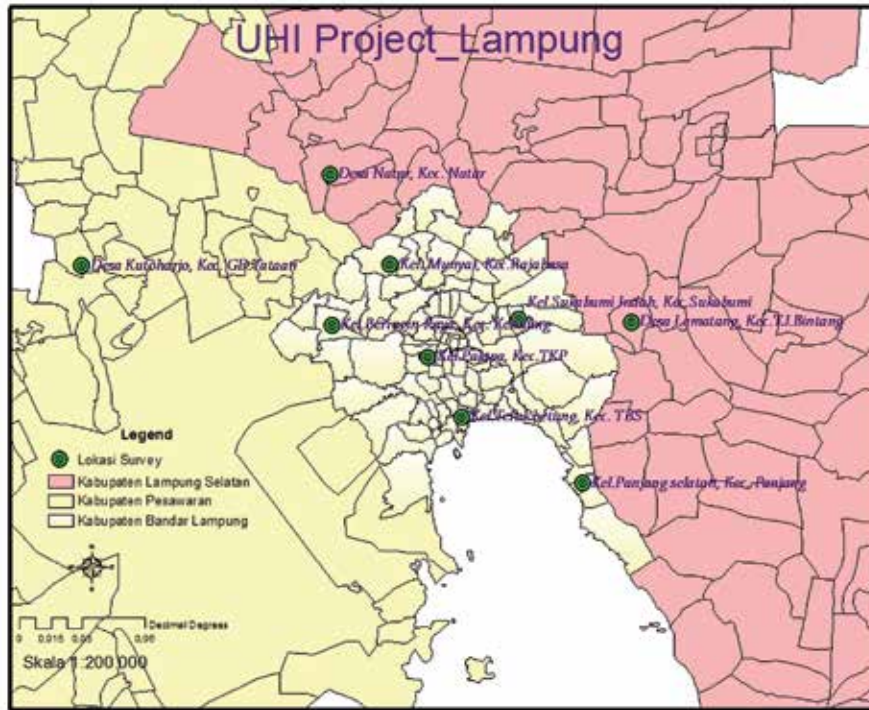 UHI Project_Lampung
Desa Natar, Kec. Natar
Desa Kutoharjo, Kec. GD.Tataan
Kec. Rajabasa
Kel.Sukabumi Indah, Kec. Sukabumi
Desa Lematang, Kec.TJ.Bintang
Kel. Raya, Kec.
Kec.TKP
Kel.Teluk betung, Kec. TBS
Kel.Panjang selatan, Kec. Panjang
Legend
Lokasi Survey
Kabupaten Lampung Selatan
Kabupaten Pesawaran
Kabupaten Bandar Lampung
Decimal Degrees
0 0,015 0,03 0,06
Skala 1:200.000